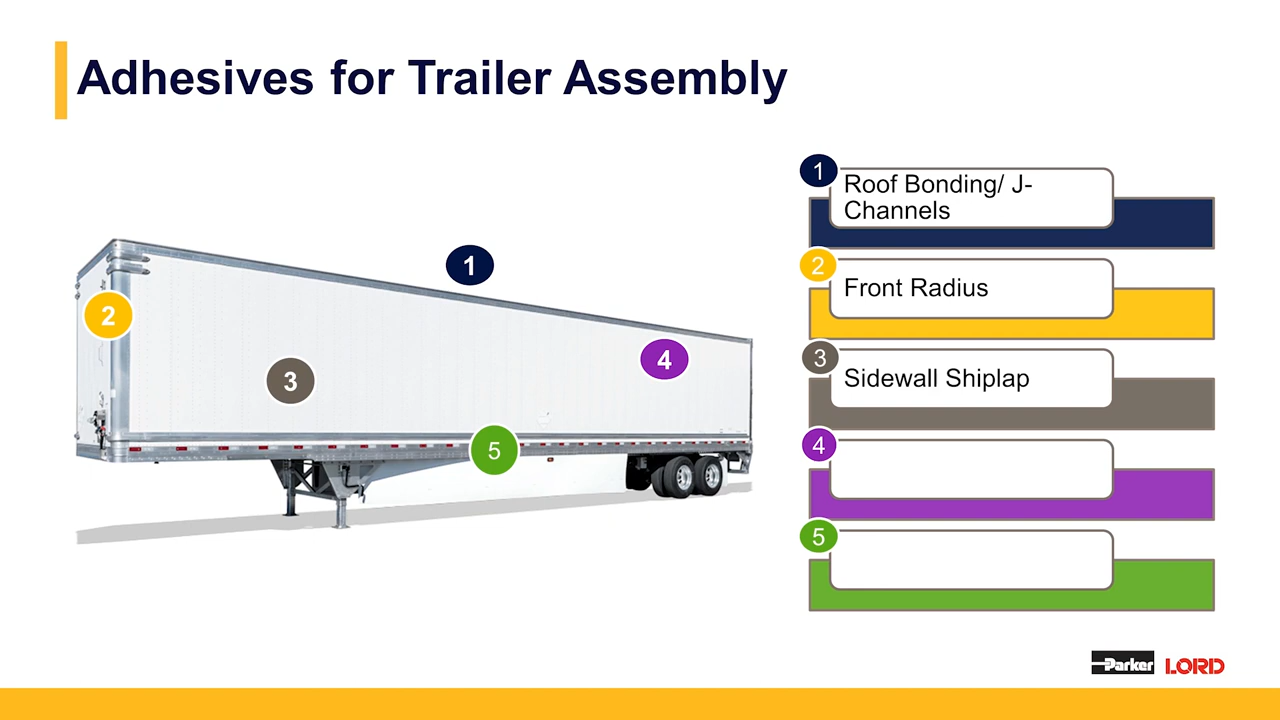 Adhesives for Trailer Assembly
1
2
3
4
5
1
Roof Bonding/ J-
Channels
2
Front Radius
3
Sidewall Shiplap
4
5
Parker LORD